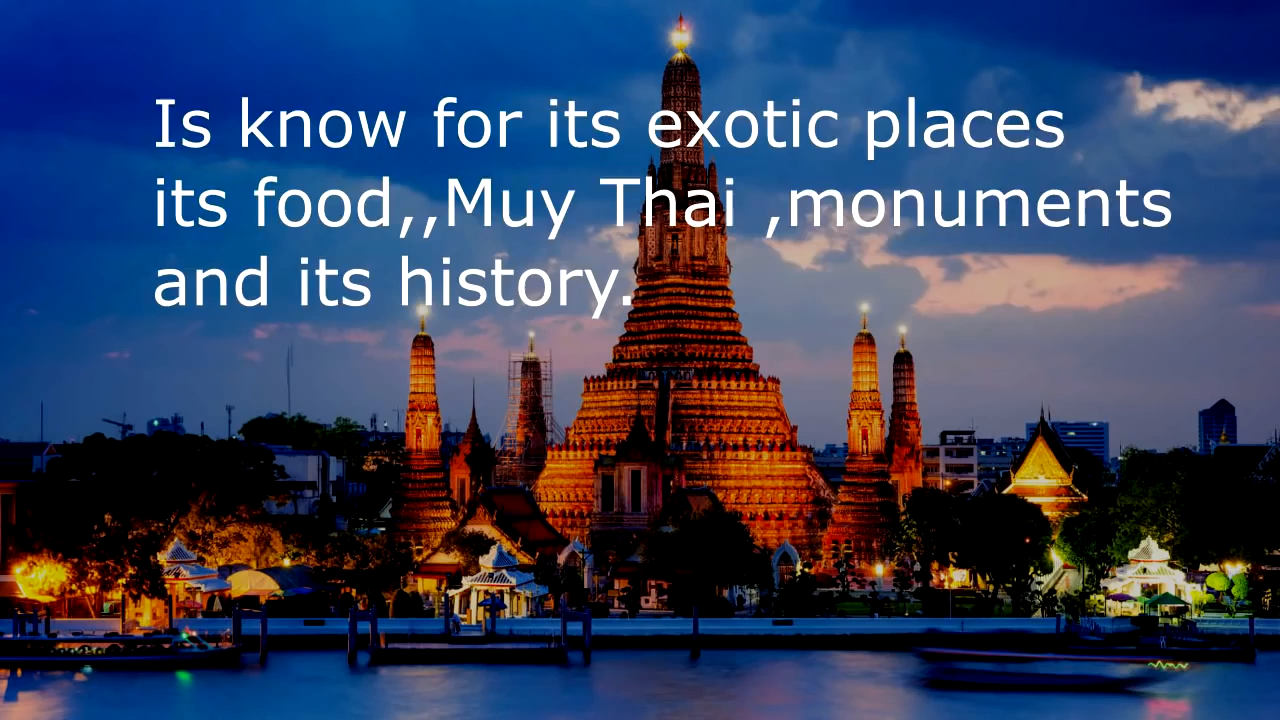 Is know for its exotic places
its food,,Muy Thai ,monuments
and its history.